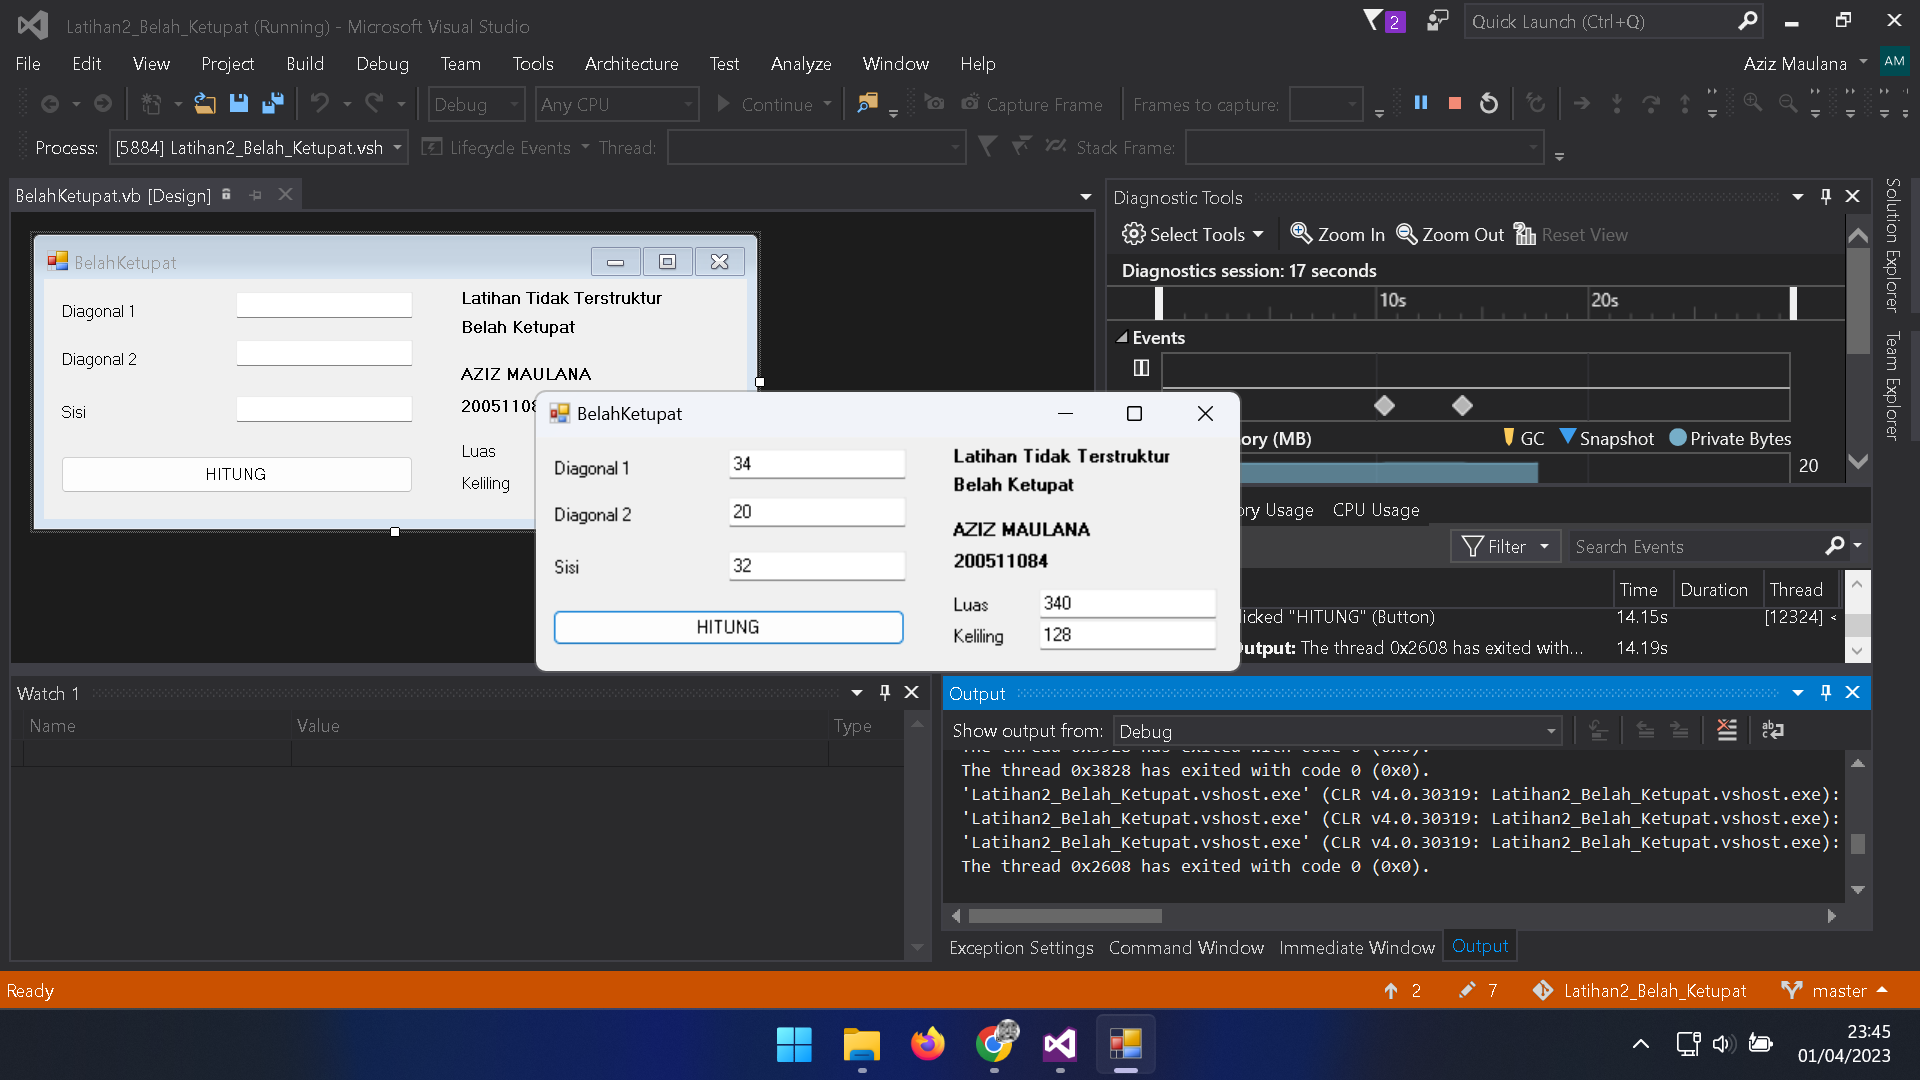 Latihan2_Belah_Ketupat (Running) - Microsoft Visual Studio
2
Quick Launch (Ctrl+Q)
File Edit View Project Build Debug Team Tools Architecture Test Analyze Window Help
Aziz Maulana AM
Debug Any CPU Continue Capture Frame Frames to capture:
Process: [5884] Latihan2_Belah_Ketupat.vsh Lifecycle Events Thread: Stack Frame:
BelahKetupat.vb [Design]
BelahKetupat
Diagonal 1
Diagonal 2
Sisi
HITUNG
Latihan Tidak Terstruktur
Belah Ketupat
AZIZ MAULANA
20051108
Luas
Keliling
BelahKetupat
Diagonal 1 34
Diagonal 2 20
Sisi 32
HITUNG
Latihan Tidak Terstruktur
Belah Ketupat
AZIZ MAULANA
200511084
Luas 340
Keliling 128
Diagnostic Tools
Select Tools Zoom In Zoom Out Reset View
Diagnostics session: 17 seconds
10s 20s
Events
ory (MB) GC Snapshot Private Bytes
20
ory Usage CPU Usage
Filter Search Events
Time Duration Thread
licked "HITUNG" (Button) 14.15s [12324] <
utput: The thread 0x2608 has exited with... 14.19s
Solution Explorer
Team Explorer
Watch 1
Name Value Type
Output
Show output from: Debug
The thread 0x3828 has exited with code 0 (0x0).
'Latihan2_Belah_Ketupat.vshost.exe' (CLR v4.0.30319: Latihan2_Belah_Ketupat.vshost.exe):
'Latihan2_Belah_Ketupat.vshost.exe' (CLR v4.0.30319: Latihan2_Belah_Ketupat.vshost.exe):
'Latihan2_Belah_Ketupat.vshost.exe' (CLR v4.0.30319: Latihan2_Belah_Ketupat.vshost.exe):
The thread 0x2608 has exited with code 0 (0x0).
Exception Settings Command Window Immediate Window Output
Ready
2 7 Latihan2_Belah_Ketupat master
23:45
01/04/2023